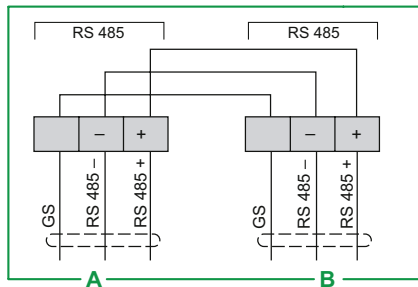 RS 485
RS 485
–
+
–
+
GS
RS 485 –
RS 485 +
GS
RS 485 –
RS 485 +
A
B